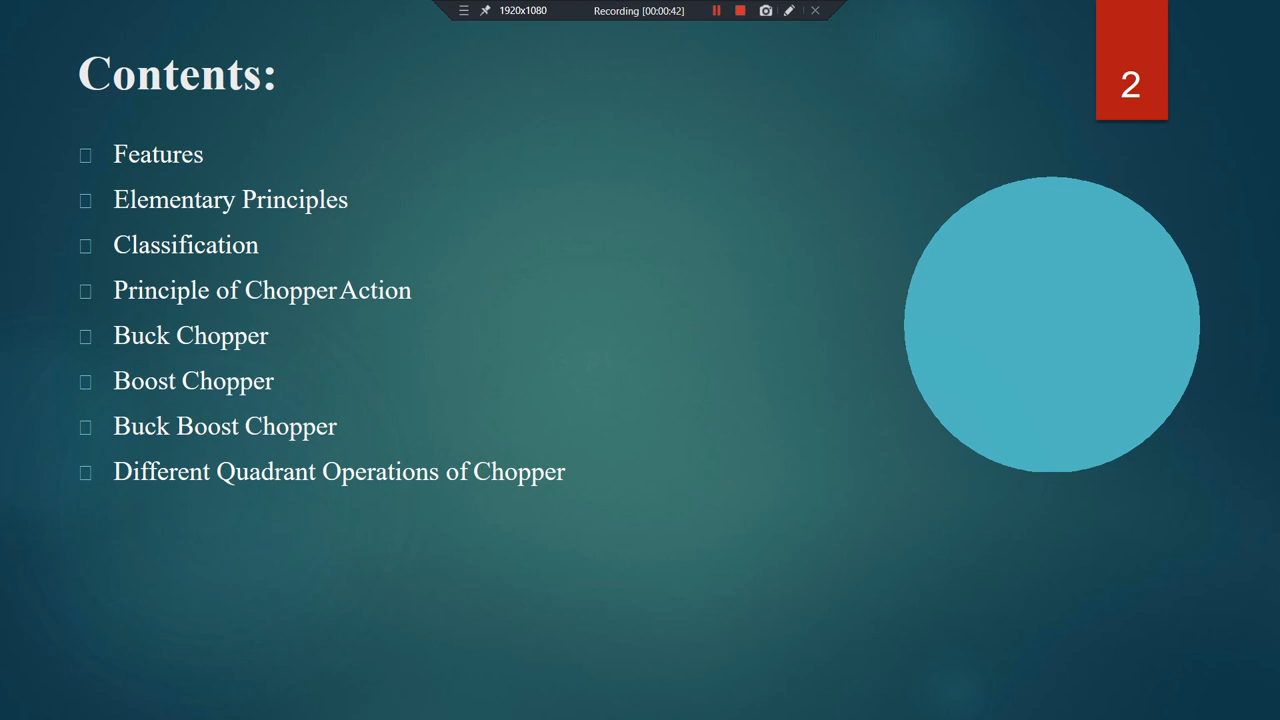 1920x1080
Recording [00:00:42]
Contents:
2
Features
Elementary Principles
Classification
Principle of Chopper Action
Buck Chopper
Boost Chopper
Buck Boost Chopper
Different Quadrant Operations of Chopper